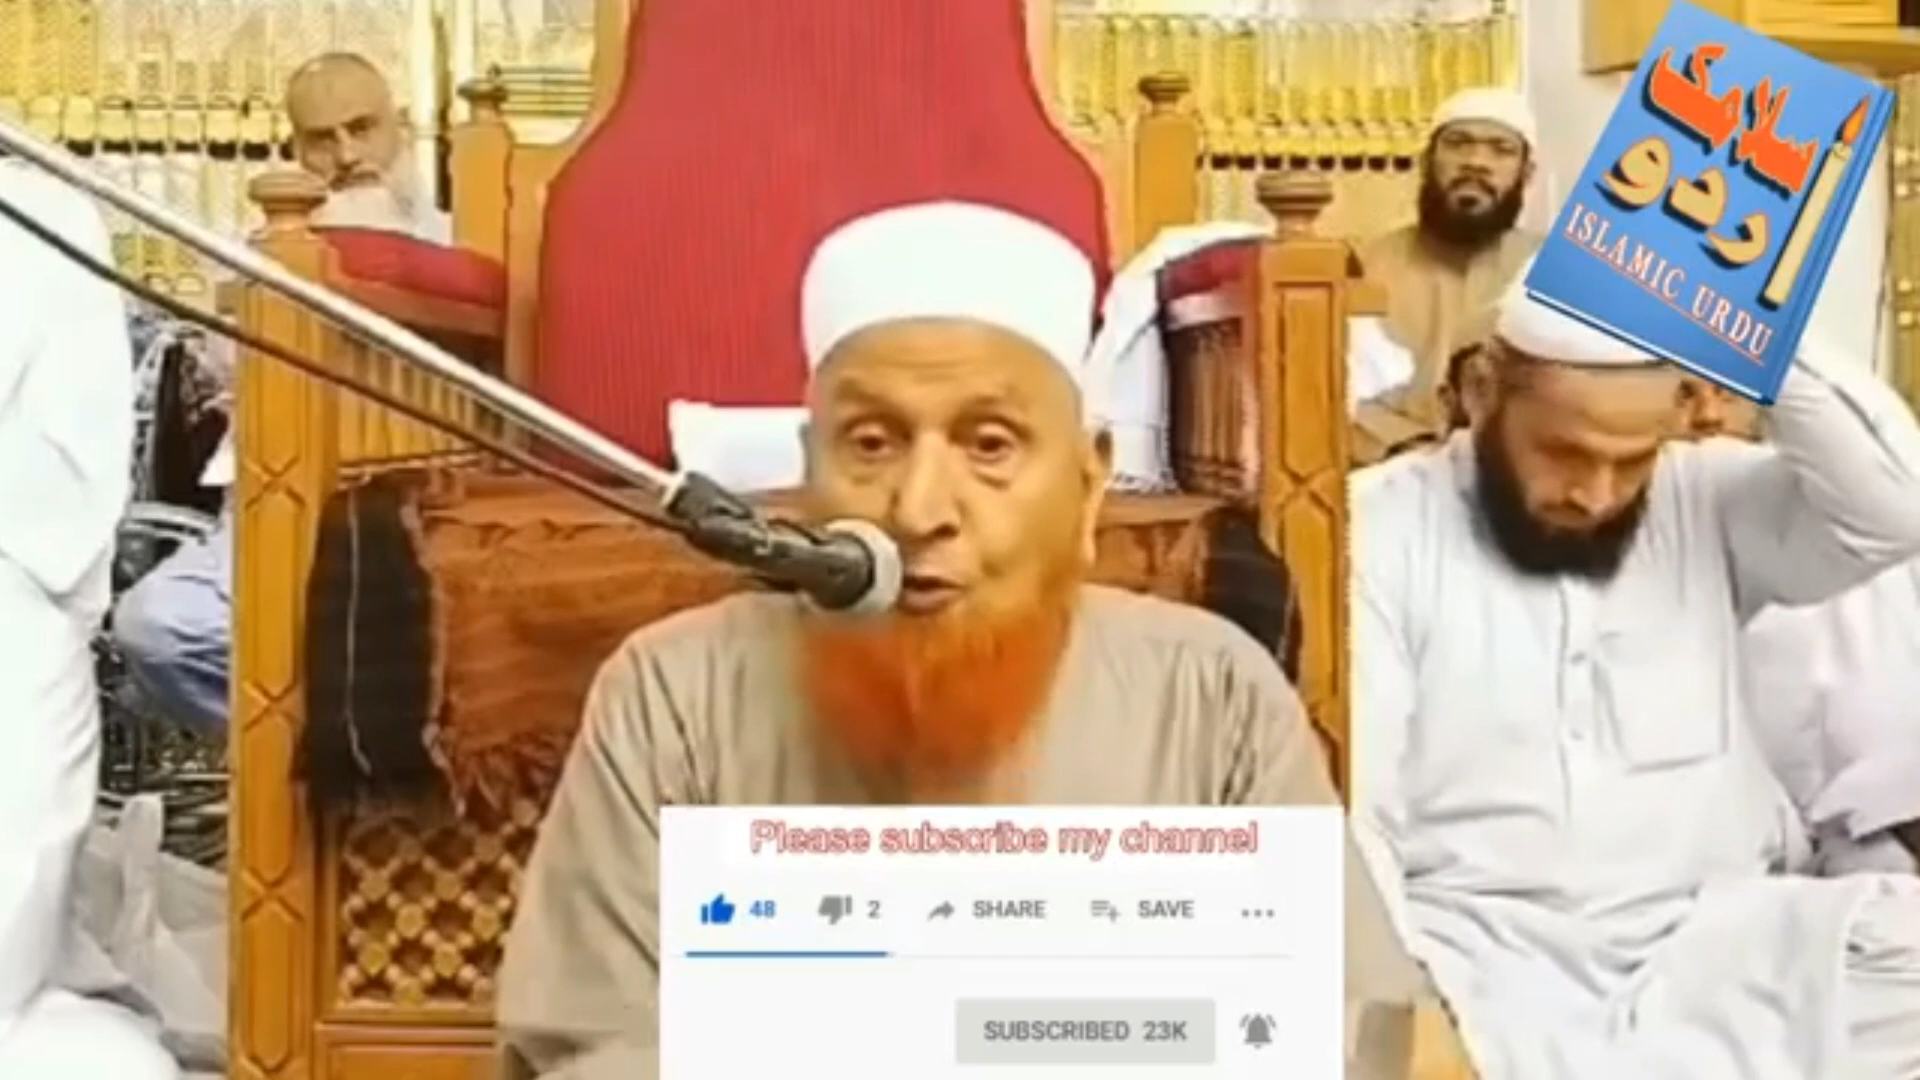 اسلامک
اردو
ISLAMIC URDU
Please subscribe my channel
48 2 SHARE SAVE
SUBSCRIBED 23K